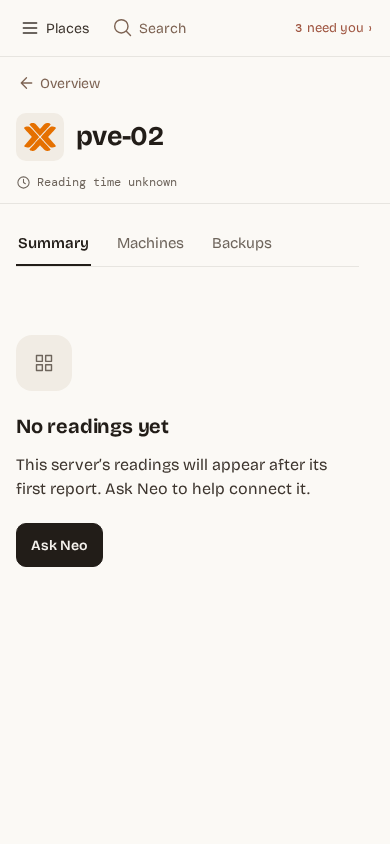 Places
Search
3 need you ›
Overview
pve-02
Reading time unknown
Summary
Machines
Backups
No readings yet
This server's readings will appear after its
first report. Ask Neo to help connect it.
Ask Neo